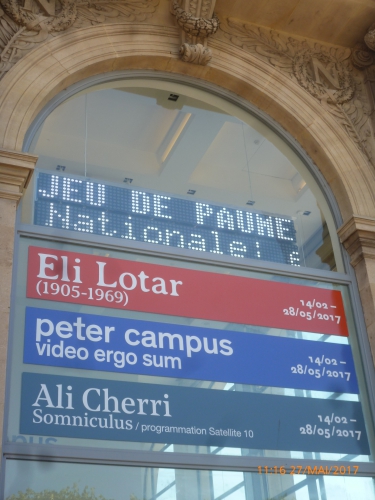 N
N
JEU DE PAUME
Nationale:
Eli Lotar
(1905-1969)
14/02 –
28/05/2017
peter campus
video ergo sum
14/02 –
28/05/2017
Ali Cherri
Somniculus / programmation Satellite 10
14/02 –
28/05/2017
11:16 27/MAI/2017